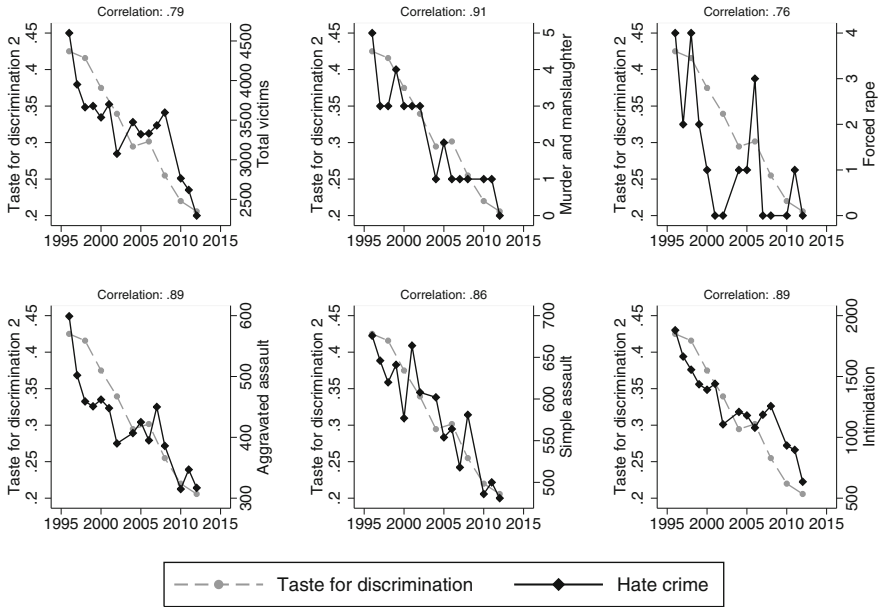 Correlation: .79
Taste for discrimination 2
.2 .25 .3 .35 .4 .45
2500 3000 3500 4000 4500
Total victims
1995 2000 2005 2010 2015
Correlation: .91
Taste for discrimination 2
.2 .25 .3 .35 .4 .45
0 1 2 3 4 5
Murder and manslaughter
1995 2000 2005 2010 2015
Correlation: .76
Taste for discrimination 2
.2 .25 .3 .35 .4 .45
0 1 2 3 4
Forced rape
1995 2000 2005 2010 2015
Correlation: .89
Taste for discrimination 2
.2 .25 .3 .35 .4 .45
300 400 500 600
Aggravated assault
1995 2000 2005 2010 2015
Correlation: .86
Taste for discrimination 2
.2 .25 .3 .35 .4 .45
500 550 600 650 700
Simple assault
1995 2000 2005 2010 2015
Correlation: .89
Taste for discrimination 2
.2 .25 .3 .35 .4 .45
500 1000 1500 2000
Intimidation
1995 2000 2005 2010 2015
Taste for discrimination
Hate crime